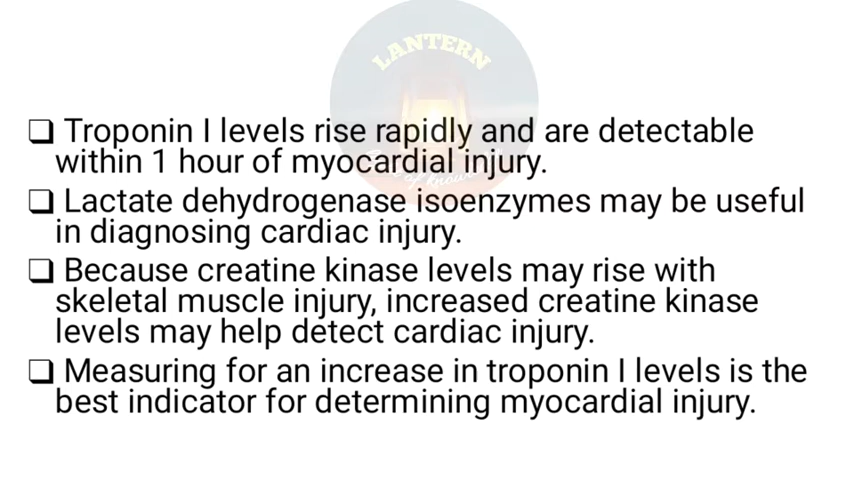 LANTERN
❑ Troponin I levels rise rapidly and are detectable
within 1 hour of myocardial injury.
❑ Lactate dehydrogenase isoenzymes may be useful
in diagnosing cardiac injury.
❑ Because creatine kinase levels may rise with
skeletal muscle injury, increased creatine kinase
levels may help detect cardiac injury.
❑ Measuring for an increase in troponin I levels is the
best indicator for determining myocardial injury.